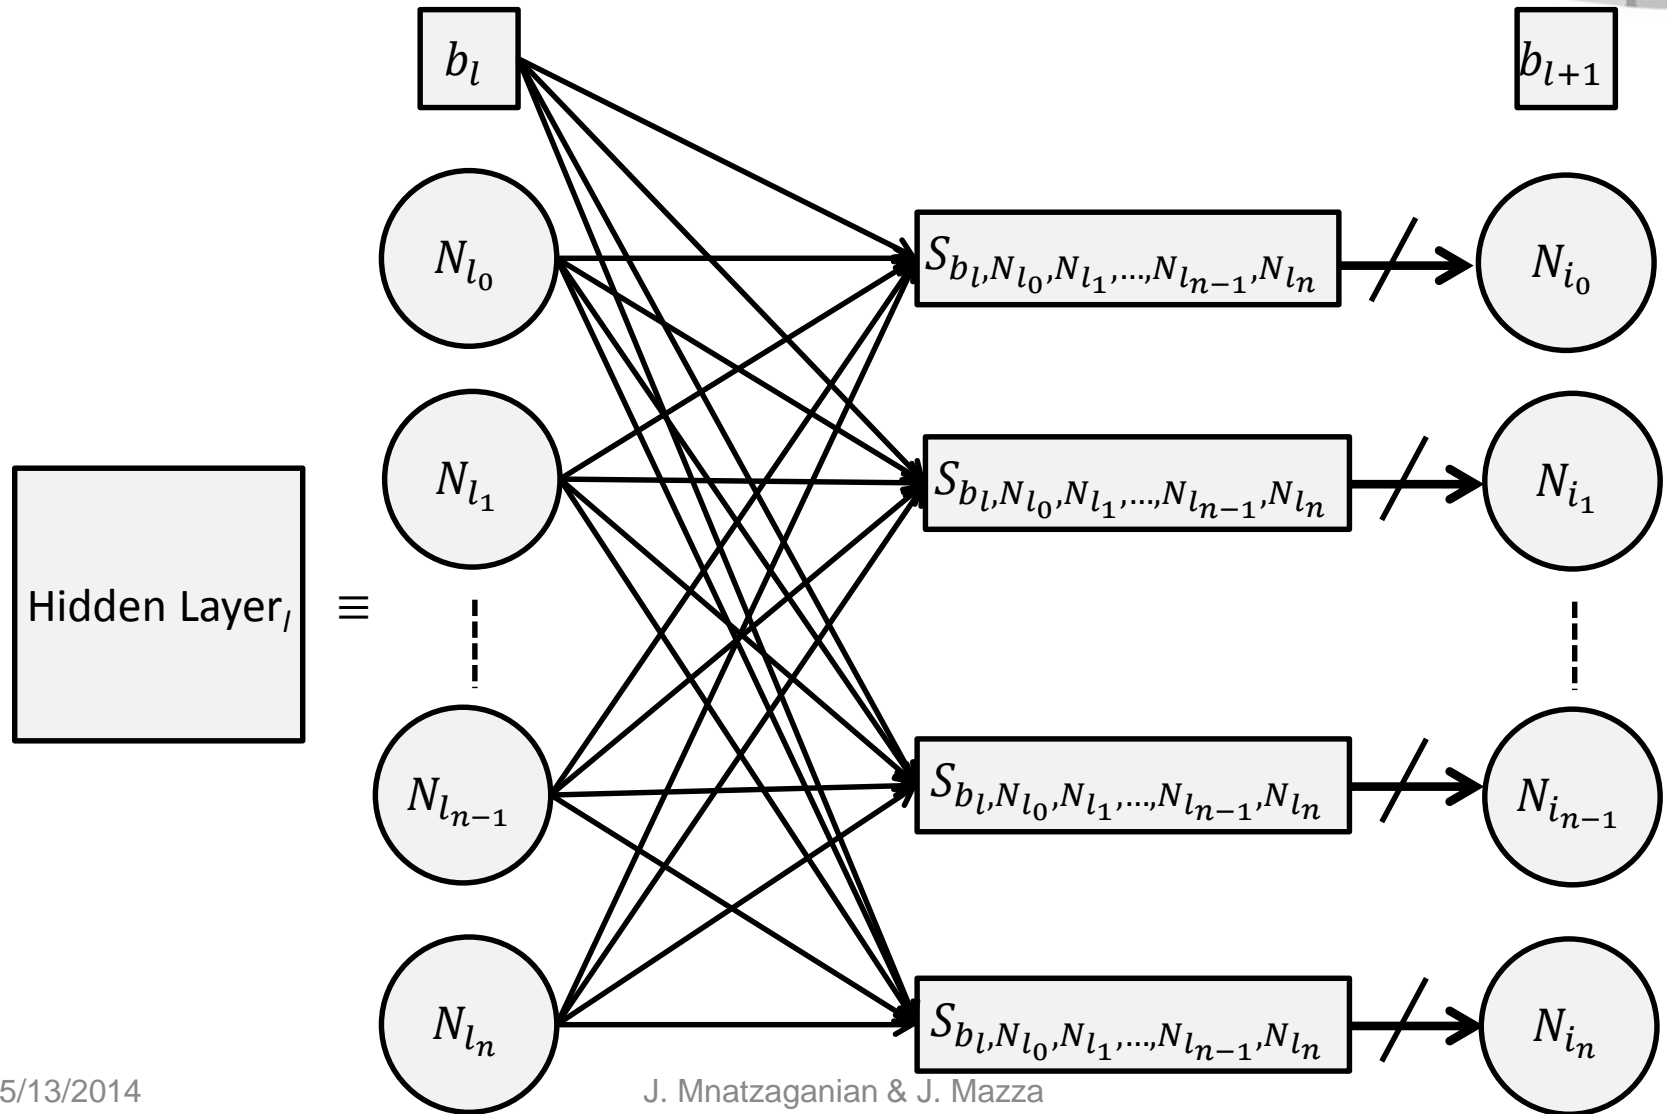 b_l
b_{l+1}
N_{l_0}
S_{b_l,N_{l_0},N_{l_1},…,N_{l_{n-1}},N_{l_n}}
N_{i_0}
N_{l_1}
S_{b_l,N_{l_0},N_{l_1},…,N_{l_{n-1}},N_{l_n}}
N_{i_1}
Hidden Layer_l
≡
N_{l_{n-1}}
S_{b_l,N_{l_0},N_{l_1},…,N_{l_{n-1}},N_{l_n}}
N_{i_{n-1}}
N_{l_n}
S_{b_l,N_{l_0},N_{l_1},…,N_{l_{n-1}},N_{l_n}}
N_{i_n}
5/13/2014
J. Mnatzaganian & J. Mazza